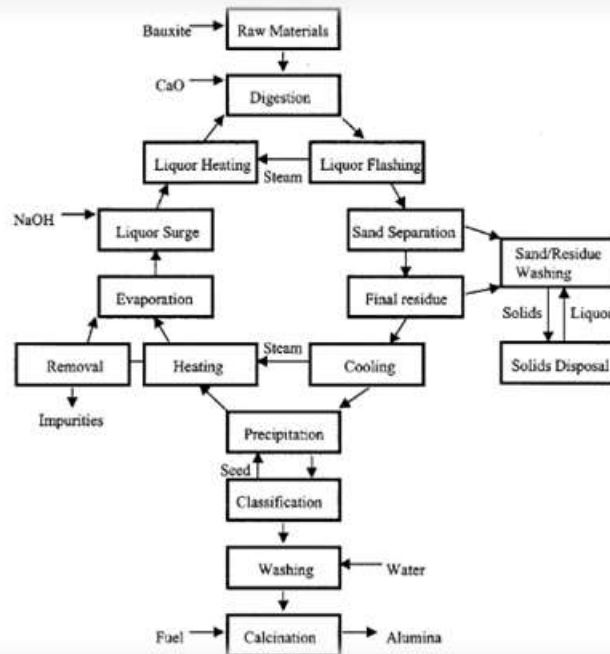 Bauxite
Raw Materials
CaO
Digestion
Liquor Heating
Steam
Liquor Flashing
NaOH
Liquor Surge
Sand Separation
Sand/Residue
Washing
Evaporation
Final residue
Solids
Liquor
Removal
Heating
Steam
Cooling
Solids Disposal
Impurities
Precipitation
Seed
Classification
Washing
Water
Fuel
Calcination
Alumina